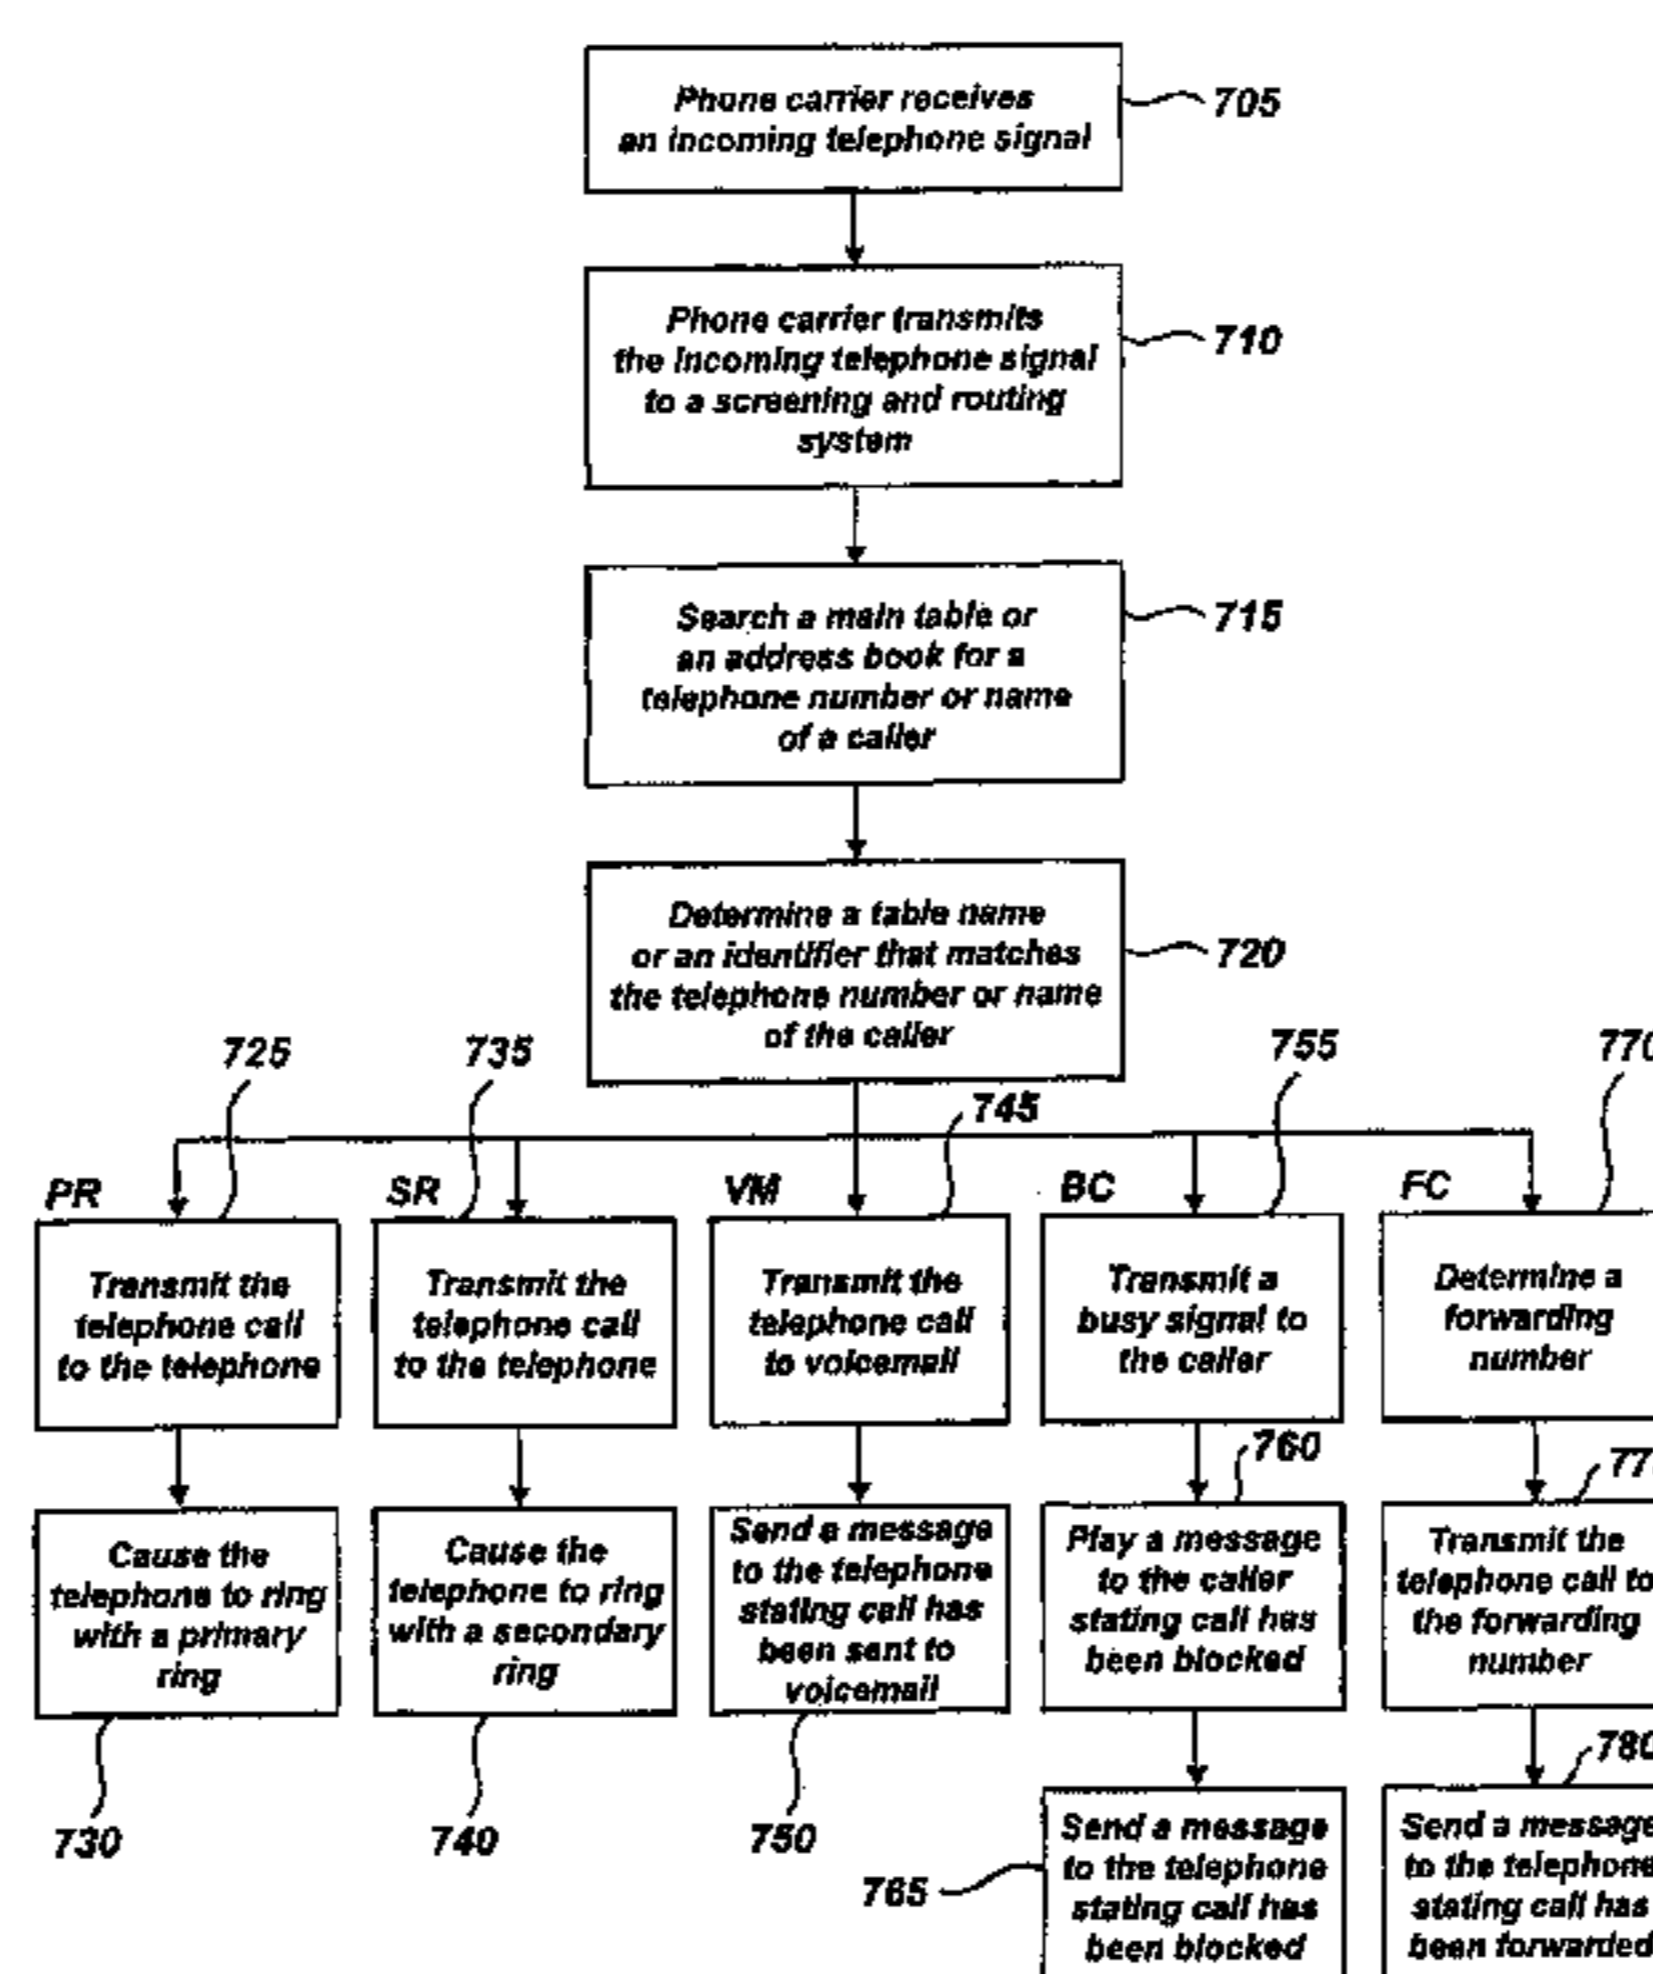 Phone carrier receives
an incoming telephone signal
705
Phone carrier transmits
the incoming telephone signal
to a screening and routing
system
710
Search a main table or
an address book for a
telephone number or name
of a caller
715
Determine a table name
or an identifier that matches
the telephone number or name
of the caller
720
725
735
745
755
770
PR
SR
VM
BC
FC
Transmit the
telephone call
to the telephone
Transmit the
telephone call
to the telephone
Transmit the
telephone call
to voicemail
Transmit a
busy signal to
the caller
Determine a
forwarding
number
760
Cause the
telephone to ring
with a primary
ring
Cause the
telephone to ring
with a secondary
ring
Send a message
to the telephone
stating call has
been sent to
voicemail
Play a message
to the caller
stating call has
been blocked
Transmit the
telephone call to
the forwarding
number
730
740
750
765
780
Send a message
to the telephone
stating call has
been blocked
Send a message
to the telephone
stating call has
been forwarded